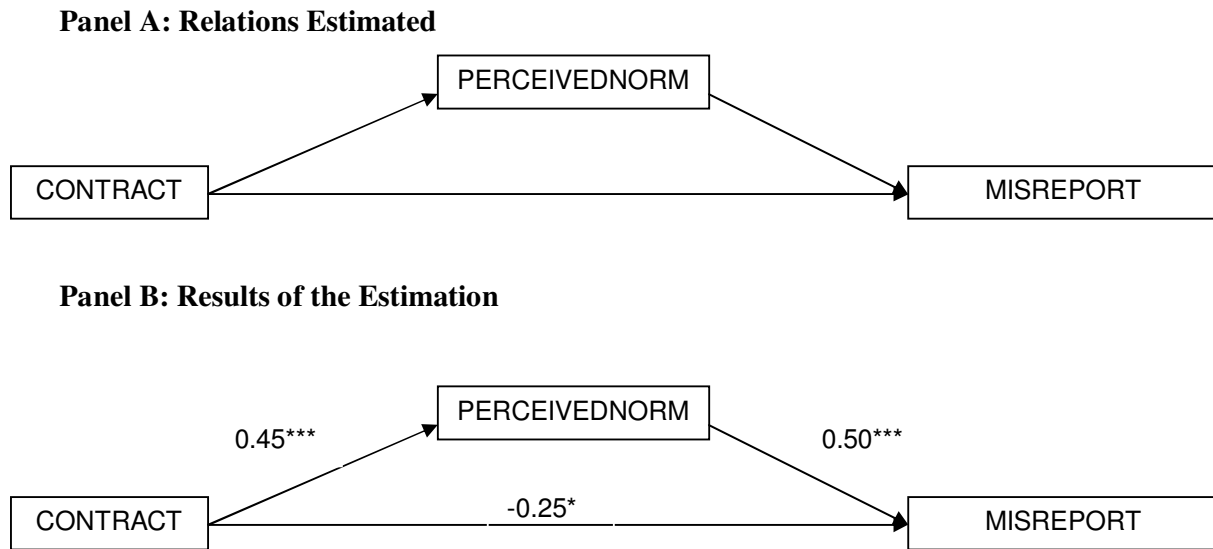 Panel A: Relations Estimated
PERCEIVEDNORM
CONTRACT
MISREPORT
Panel B: Results of the Estimation
PERCEIVEDNORM
0.45***
0.50***
-0.25*
CONTRACT
MISREPORT